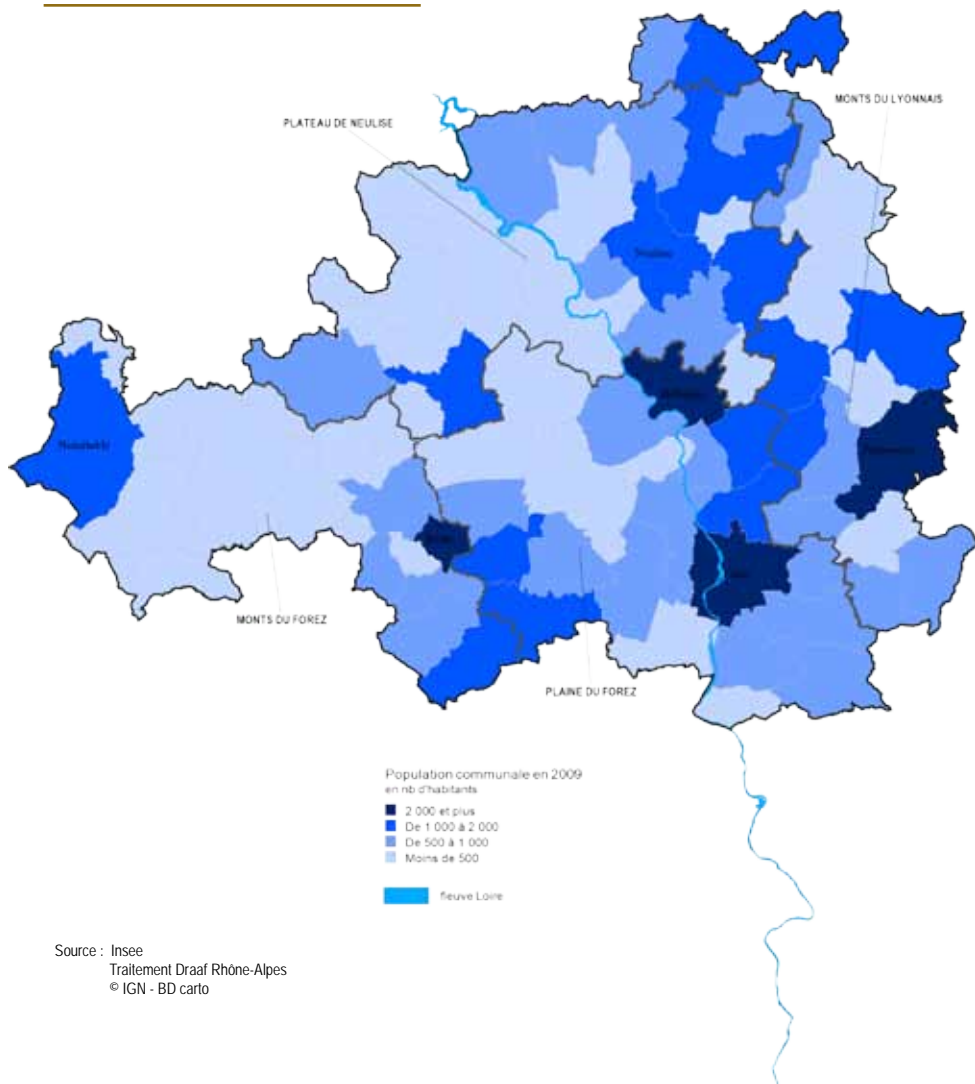 MONTS DU LYONNAIS
PLATEAU DE NEULISE
MONTS DU FOREZ
PLAINE DU FOREZ
Population communale en 2009
en nb d'habitants
2 000 et plus
De 1 000 à 2 000
De 500 à 1 000
Moins de 500
fleuve Loire
Source : Insee
Traitement Draaf Rhône-Alpes
© IGN - BD carto